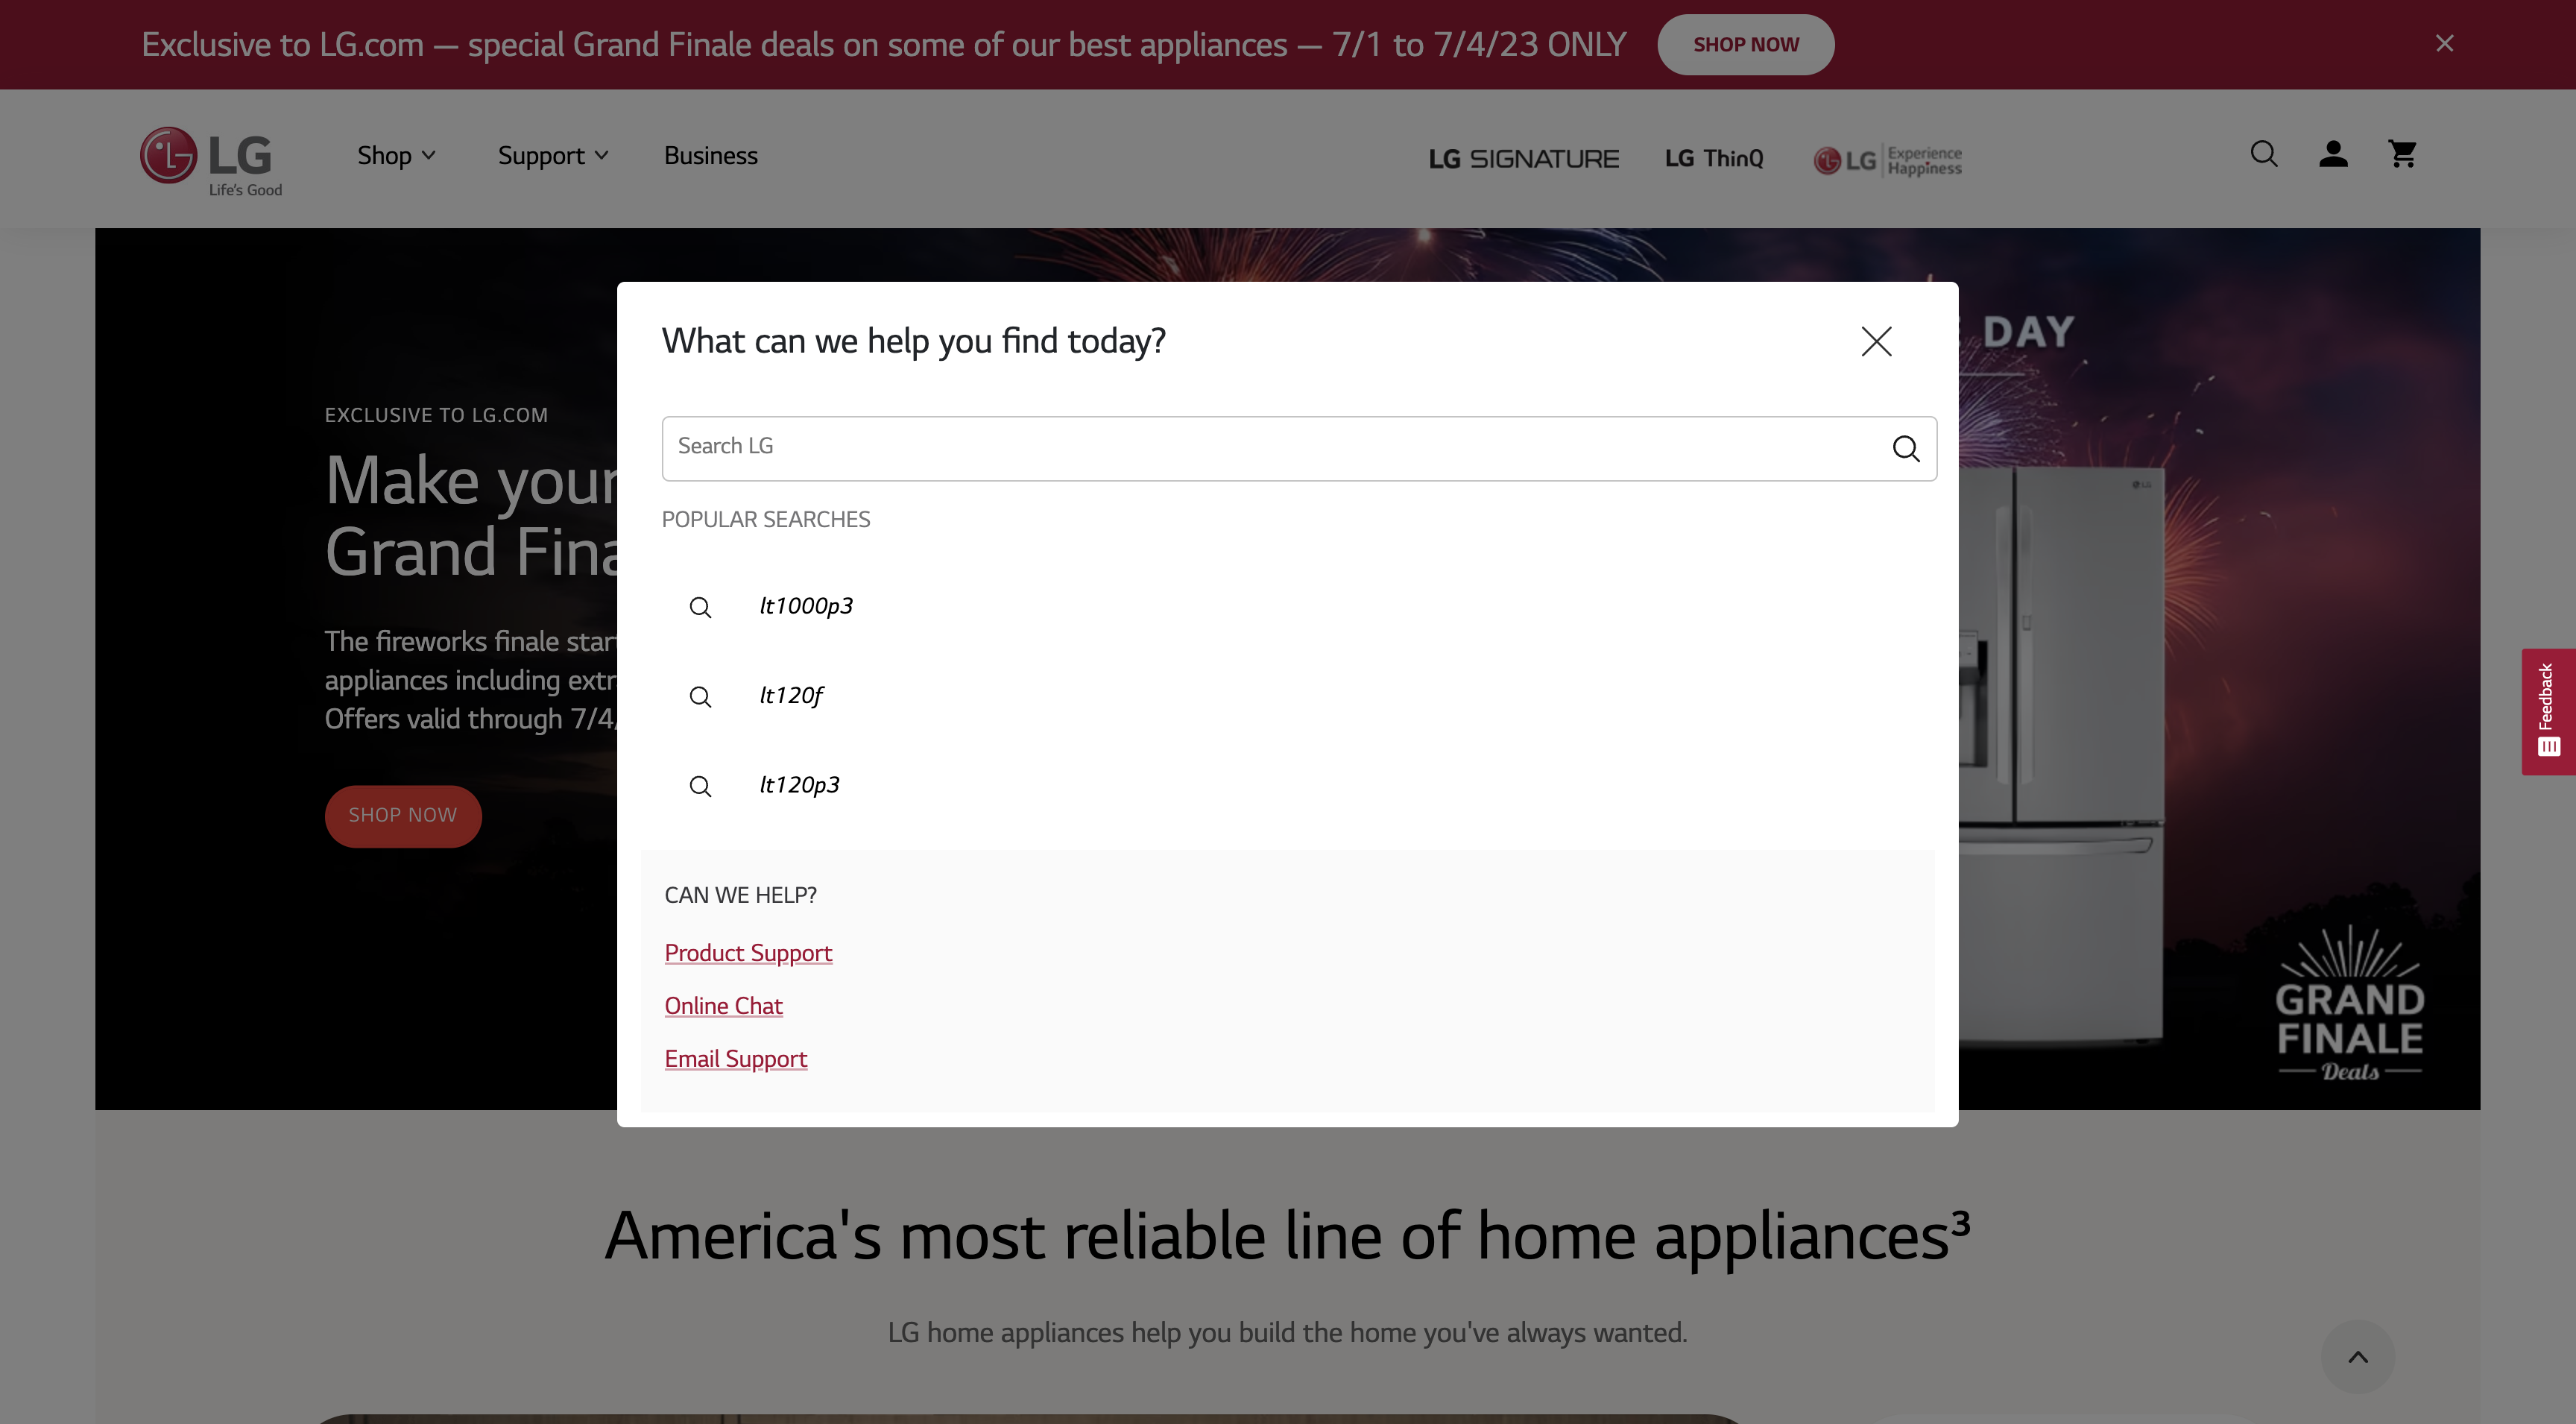 Exclusive to LG.com — special Grand Finale deals on some of our best appliances — 7/1 to 7/4/23 ONLY
SHOP NOW
LG
Life's Good
Shop
Support
Business
LG SIGNATURE
LG ThinQ
LG Experience
Happiness
DAY
What can we help you find today?
Search LG
POPULAR SEARCHES
lt1000p3
lt120f
lt120p3
CAN WE HELP?
Product Support
Online Chat
Email Support
EXCLUSIVE TO LG.COM
Make your
Grand Fina
The fireworks finale star
appliances including extr
Offers valid through 7/4/
SHOP NOW
LG
Feedback
GRAND
FINALE
Deals
America's most reliable line of home appliances³
LG home appliances help you build the home you've always wanted.